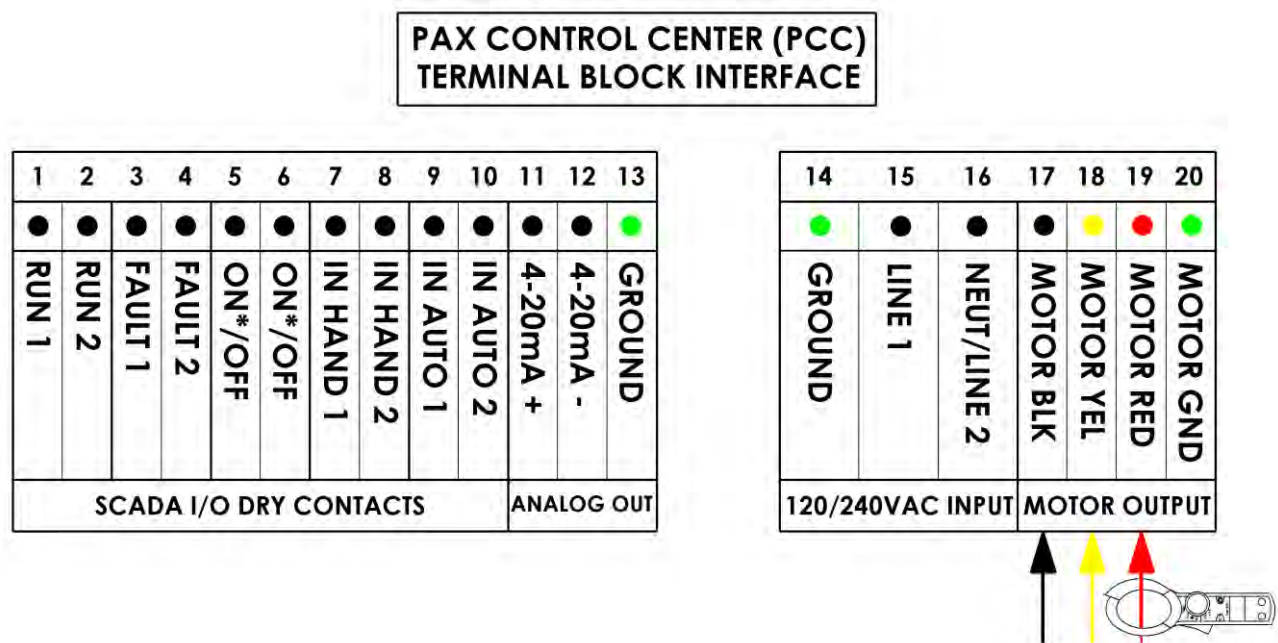 PAX CONTROL CENTER (PCC)
TERMINAL BLOCK INTERFACE
1 2 3 4 5 6 7 8 9 10 11 12 13
RUN 1
RUN 2
FAULT 1
FAULT 2
ON*/OFF
ON*/OFF
IN HAND 1
IN HAND 2
IN AUTO 1
IN AUTO 2
4-20mA +
4-20mA -
GROUND
SCADA I/O DRY CONTACTS
ANALOG OUT
14 15 16 17 18 19 20
GROUND
LINE 1
NEUT/LINE 2
MOTOR BLK
MOTOR YEL
MOTOR RED
MOTOR GND
120/240VAC INPUT
MOTOR OUTPUT